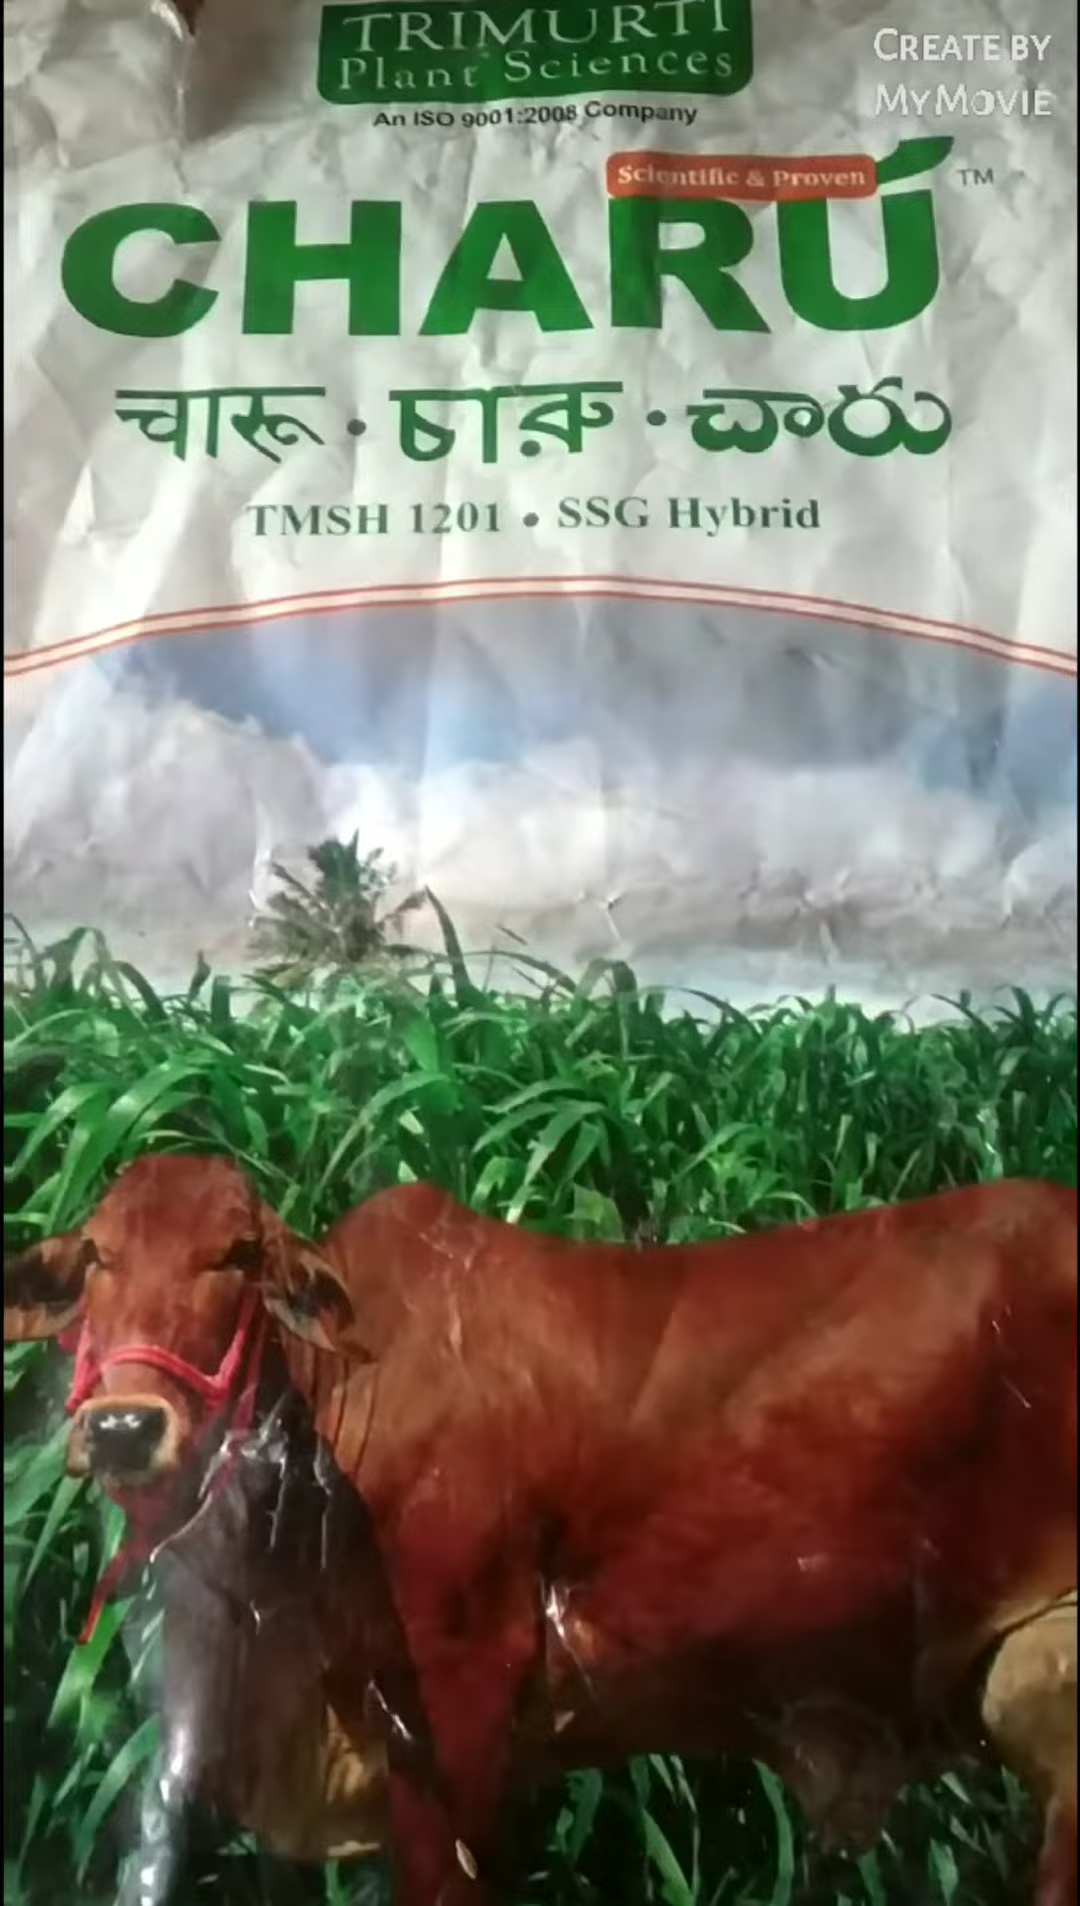 TRIMURTI
Plant Sciences
An ISO 9001:2008 Company
CREATE BY
MYMOVIE
Scientific & Proven
CHARU TM
चारू • চারু • చారు
TMSH 1201 • SSG Hybrid